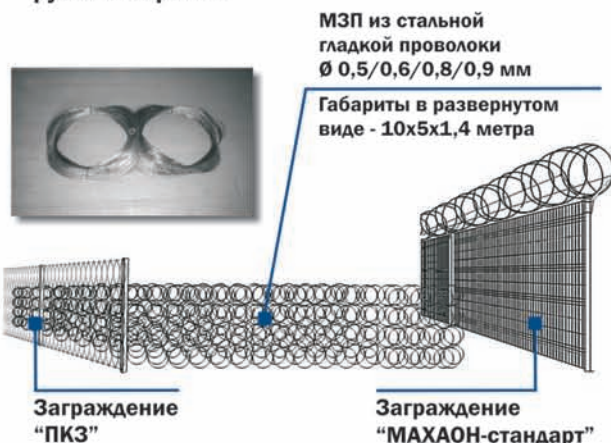 МЗП из стальной
гладкой проволоки
Ø 0,5/0,6/0,8/0,9 мм
Габариты в развернутом
виде - 10х5х1,4 метра
Заграждение
“ПКЗ”
Заграждение
“МАХАОН-стандарт”